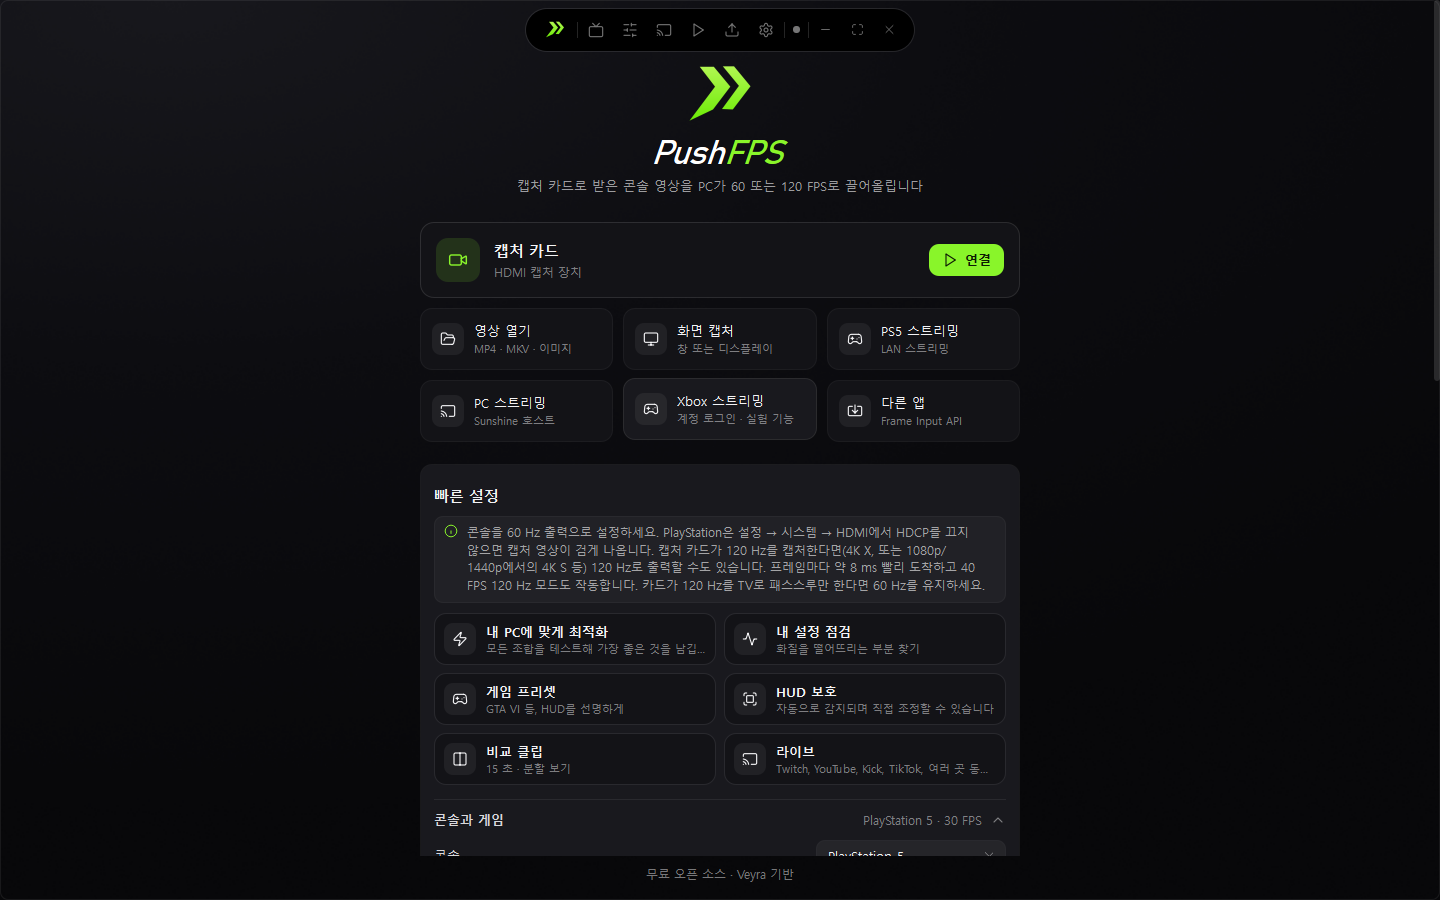 PushFPS
캡처 카드로 받은 콘솔 영상을 PC가 60 또는 120 FPS로 끌어올립니다
캡처 카드
HDMI 캡처 장치
연결
영상 열기
MP4 · MKV · 이미지
화면 캡처
창 또는 디스플레이
PS5 스트리밍
LAN 스트리밍
PC 스트리밍
Sunshine 호스트
Xbox 스트리밍
계정 로그인 · 실험 기능
다른 앱
Frame Input API
빠른 설정
콘솔을 60 Hz 출력으로 설정하세요. PlayStation은 설정 → 시스템 → HDMI에서 HDCP를 끄지
않으면 캡처 영상이 검게 나옵니다. 캡처 카드가 120 Hz를 캡처한다면(4K X, 또는 1080p/
1440p에서의 4K S 등) 120 Hz로 출력할 수도 있습니다. 프레임마다 약 8 ms 빨리 도착하고 40
FPS 120 Hz 모드도 작동합니다. 카드가 120 Hz를 TV로 패스스루만 한다면 60 Hz를 유지하세요.
내 PC에 맞게 최적화
모든 조합을 테스트해 가장 좋은 것을 남깁...
내 설정 점검
화질을 떨어뜨리는 부분 찾기
게임 프리셋
GTA VI 등, HUD를 선명하게
HUD 보호
자동으로 감지되며 직접 조정할 수 있습니다
비교 클립
15 초 · 분할 보기
라이브
Twitch, YouTube, Kick, TikTok, 여러 곳 동...
콘솔과 게임
PlayStation 5 · 30 FPS
콘솔
PlayStation 5
무료 오픈 소스 · Veyra 기반